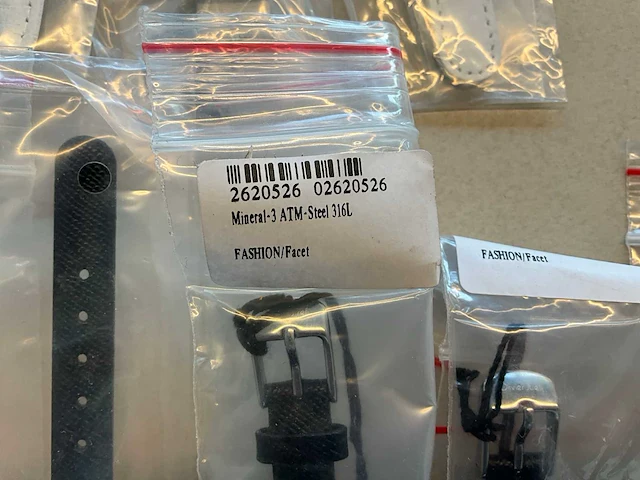 2620526 02620526
Mineral-3 ATM-Steel 316L
FASHION/Facet
FASHION/Facet